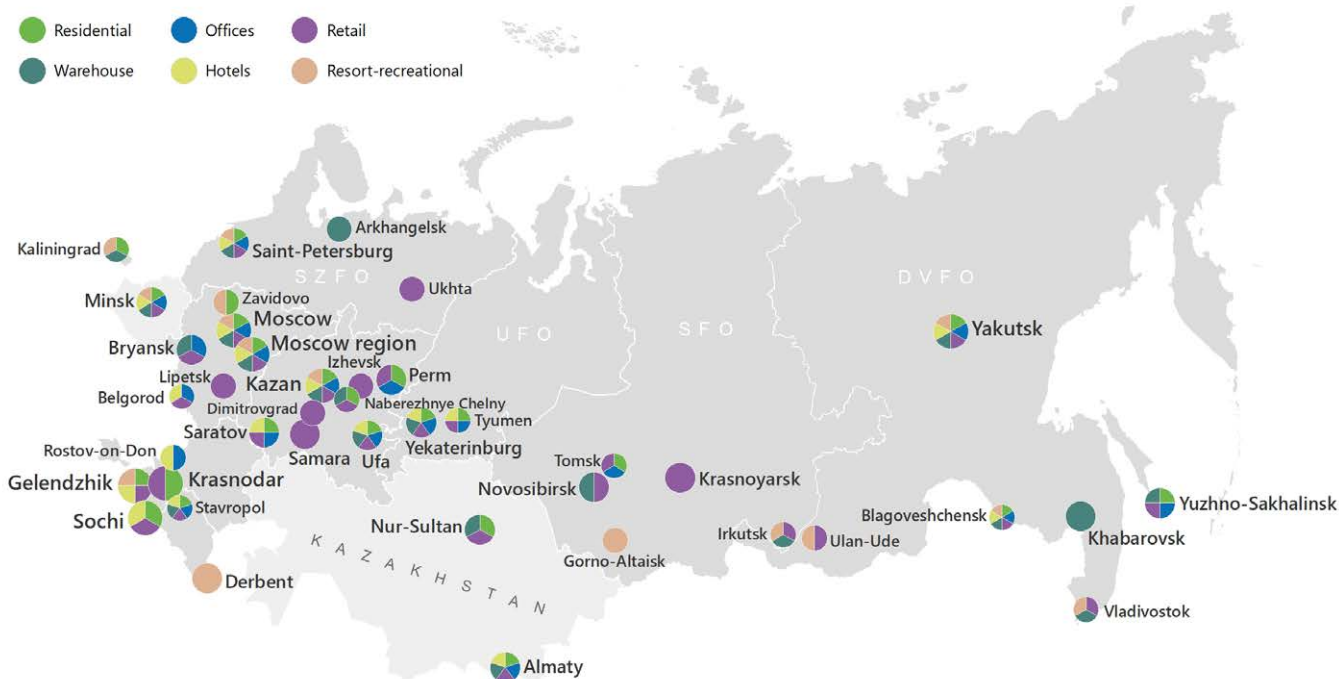 Residential
Offices
Retail
Warehouse
Hotels
Resort-recreational
Arkhangelsk
Kaliningrad
Saint-Petersburg
SZFO
DVFO
Ukhta
Minsk
Zavidovo
Moscow
UFO
SFO
Yakutsk
Bryansk
Moscow region
Izhevsk
Lipetsk
Kazan
Perm
Belgorod
Naberezhnye Chelny
Dimitrovgrad
Tyumen
Saratov
Yekaterinburg
Rostov-on-Don
Samara
Ufa
Tomsk
Gelendzhik
Krasnodar
Novosibirsk
Krasnoyarsk
Stavropol
Yuzhno-Sakhalinsk
Sochi
Nur-Sultan
Blagoveshchensk
Irkutsk
Ulan-Ude
Khabarovsk
KAZAKHSTAN
Gorno-Altaisk
Derbent
Vladivostok
Almaty